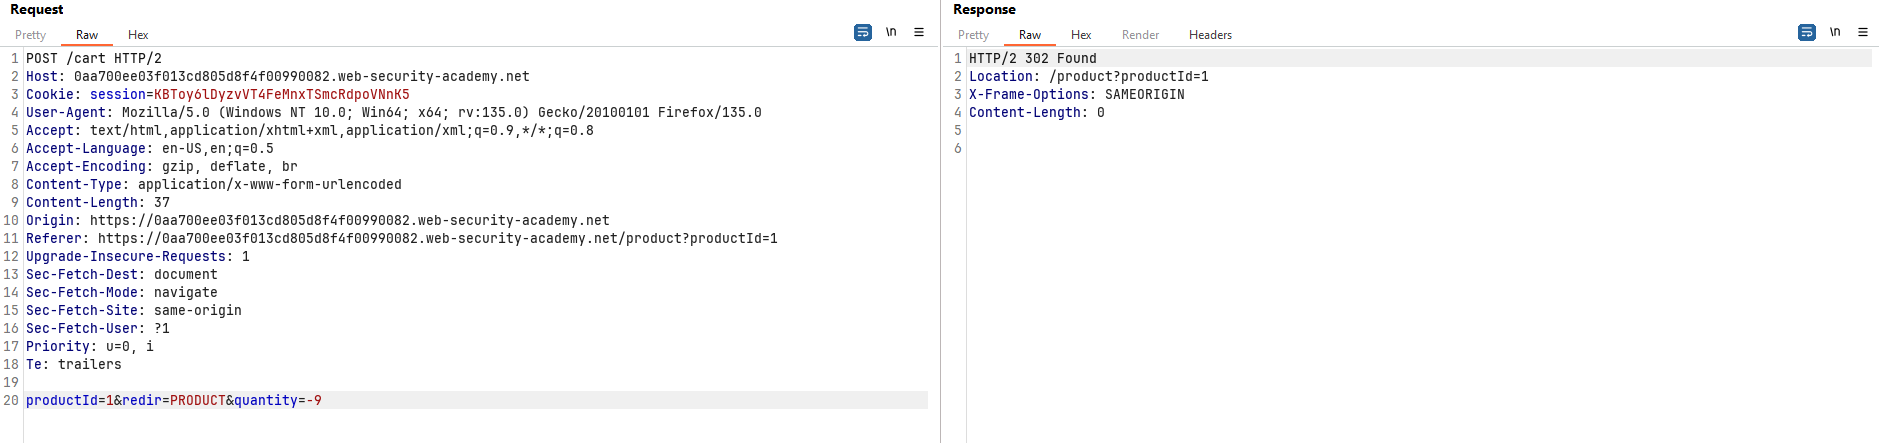 Request
Pretty Raw Hex \n
1 POST /cart HTTP/2
2 Host: 0aa700ee03f013cd805d8f4f00990082.web-security-academy.net
3 Cookie: session=KBToy6lDyzvVT4FeMnxTSmcRdpoVNnK5
4 User-Agent: Mozilla/5.0 (Windows NT 10.0; Win64; x64; rv:135.0) Gecko/20100101 Firefox/135.0
5 Accept: text/html,application/xhtml+xml,application/xml;q=0.9,*/*;q=0.8
6 Accept-Language: en-US,en;q=0.5
7 Accept-Encoding: gzip, deflate, br
8 Content-Type: application/x-www-form-urlencoded
9 Content-Length: 37
10 Origin: https://0aa700ee03f013cd805d8f4f00990082.web-security-academy.net
11 Referer: https://0aa700ee03f013cd805d8f4f00990082.web-security-academy.net/product?productId=1
12 Upgrade-Insecure-Requests: 1
13 Sec-Fetch-Dest: document
14 Sec-Fetch-Mode: navigate
15 Sec-Fetch-Site: same-origin
16 Sec-Fetch-User: ?1
17 Priority: u=0, i
18 Te: trailers
19
20 productId=1&redir=PRODUCT&quantity=-9
Response
Pretty Raw Hex Render Headers \n
1 HTTP/2 302 Found
2 Location: /product?productId=1
3 X-Frame-Options: SAMEORIGIN
4 Content-Length: 0
5
6